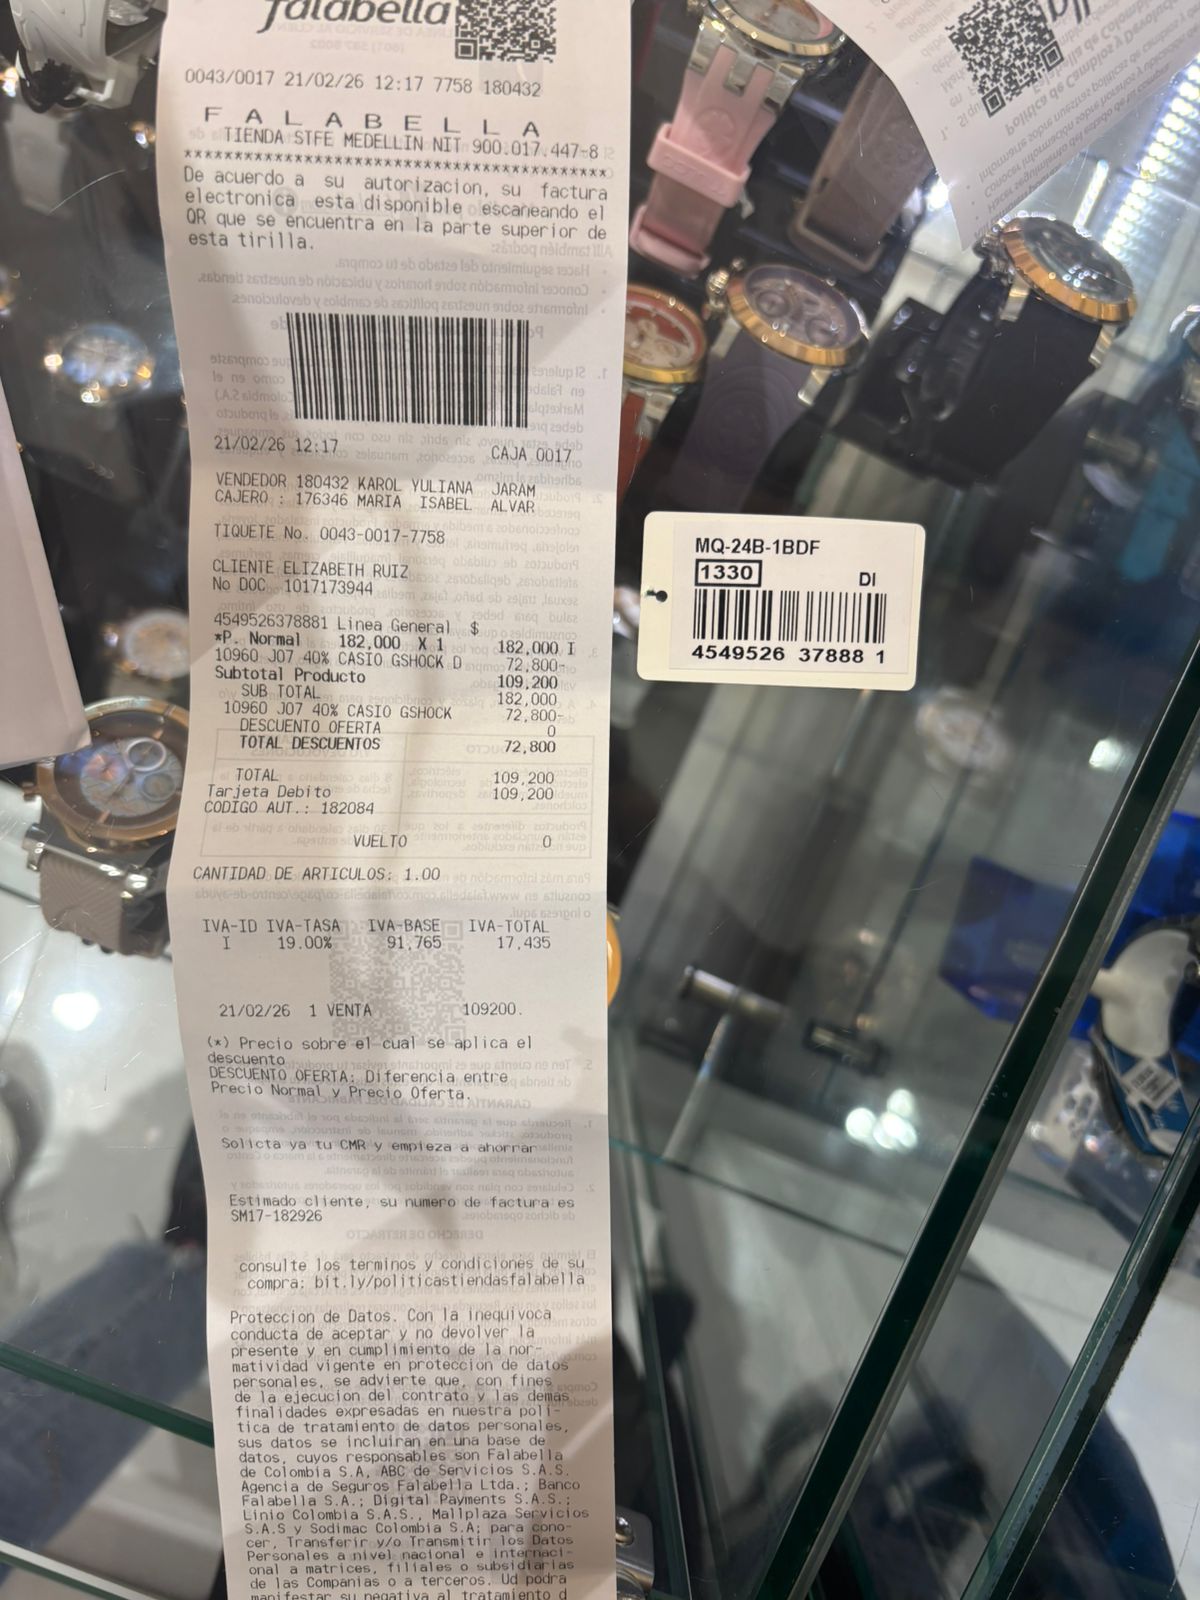 falabella
0043/0017 21/02/26 12:17 7758 180432
F A L A B E L L A
TIENDA STFE MEDELLIN NIT 900.017.447-8
****************************************
De acuerdo a su autorizacion, su factura
electronica esta disponible escaneando el
QR que se encuentra en la parte superior de
esta tirilla.
21/02/26 12:17 CAJA 0017
VENDEDOR 180432 KAROL YULIANA JARAM
CAJERO : 176346 MARIA ISABEL ALVAR
TIQUETE No. 0043-0017-7758
CLIENTE ELIZABETH RUIZ
No DOC. 1017173944
4549526378881 Linea General $
*P. Normal 182,000 X 1 182,000 I
10960 J07 40% CASIO GSHOCK D 72,800-
Subtotal Producto 109,200
SUB TOTAL 182,000
10960 J07 40% CASIO GSHOCK 72,800-
DESCUENTO OFERTA 0
TOTAL DESCUENTOS 72,800
TOTAL 109,200
Tarjeta Debito 109,200
CODIGO AUT.: 182084
VUELTO 0
CANTIDAD DE ARTICULOS: 1.00
IVA-ID IVA-TASA IVA-BASE IVA-TOTAL
I 19.00% 91,765 17,435
21/02/26 1 VENTA 109200.
(*) Precio sobre el cual se aplica el
descuento
DESCUENTO OFERTA: Diferencia entre
Precio Normal y Precio Oferta.
Solicta ya tu CMR y empieza a ahorrar
Estimado cliente, su numero de factura es
SM17-182926
consulte los terminos y condiciones de su
compra: bit.ly/politicastiendasfalabella
Proteccion de Datos. Con la inequivoca
conducta de aceptar y no devolver la
presente y en cumplimiento de la nor-
matividad vigente en proteccion de datos
personales, se advierte que, con fines
de la ejecucion del contrato y las demas
finalidades expresadas en nuestra poli-
tica de tratamiento de datos personales,
sus datos se incluiran en una base de
datos, cuyos responsables son Falabella
de Colombia S.A, ABC de Servicios S.A.S.
Agencia de Seguros Falabella Ltda.; Banco
Falabella S.A.; Digital Payments S.A.S.;
Linio Colombia S.A.S., Mallplaza Servicios
S.A.S y Sodimac Colombia S.A; para cono-
cer, Transferir y/o Transmitir los Datos
Personales a nivel nacional e internaci-
onal a matrices, filiales o subsidiarias
de las Companias o a terceros. Ud podra
manifestar su negativa al tratamiento d
MQ-24B-1BDF
1330 DI
4549526 37888 1